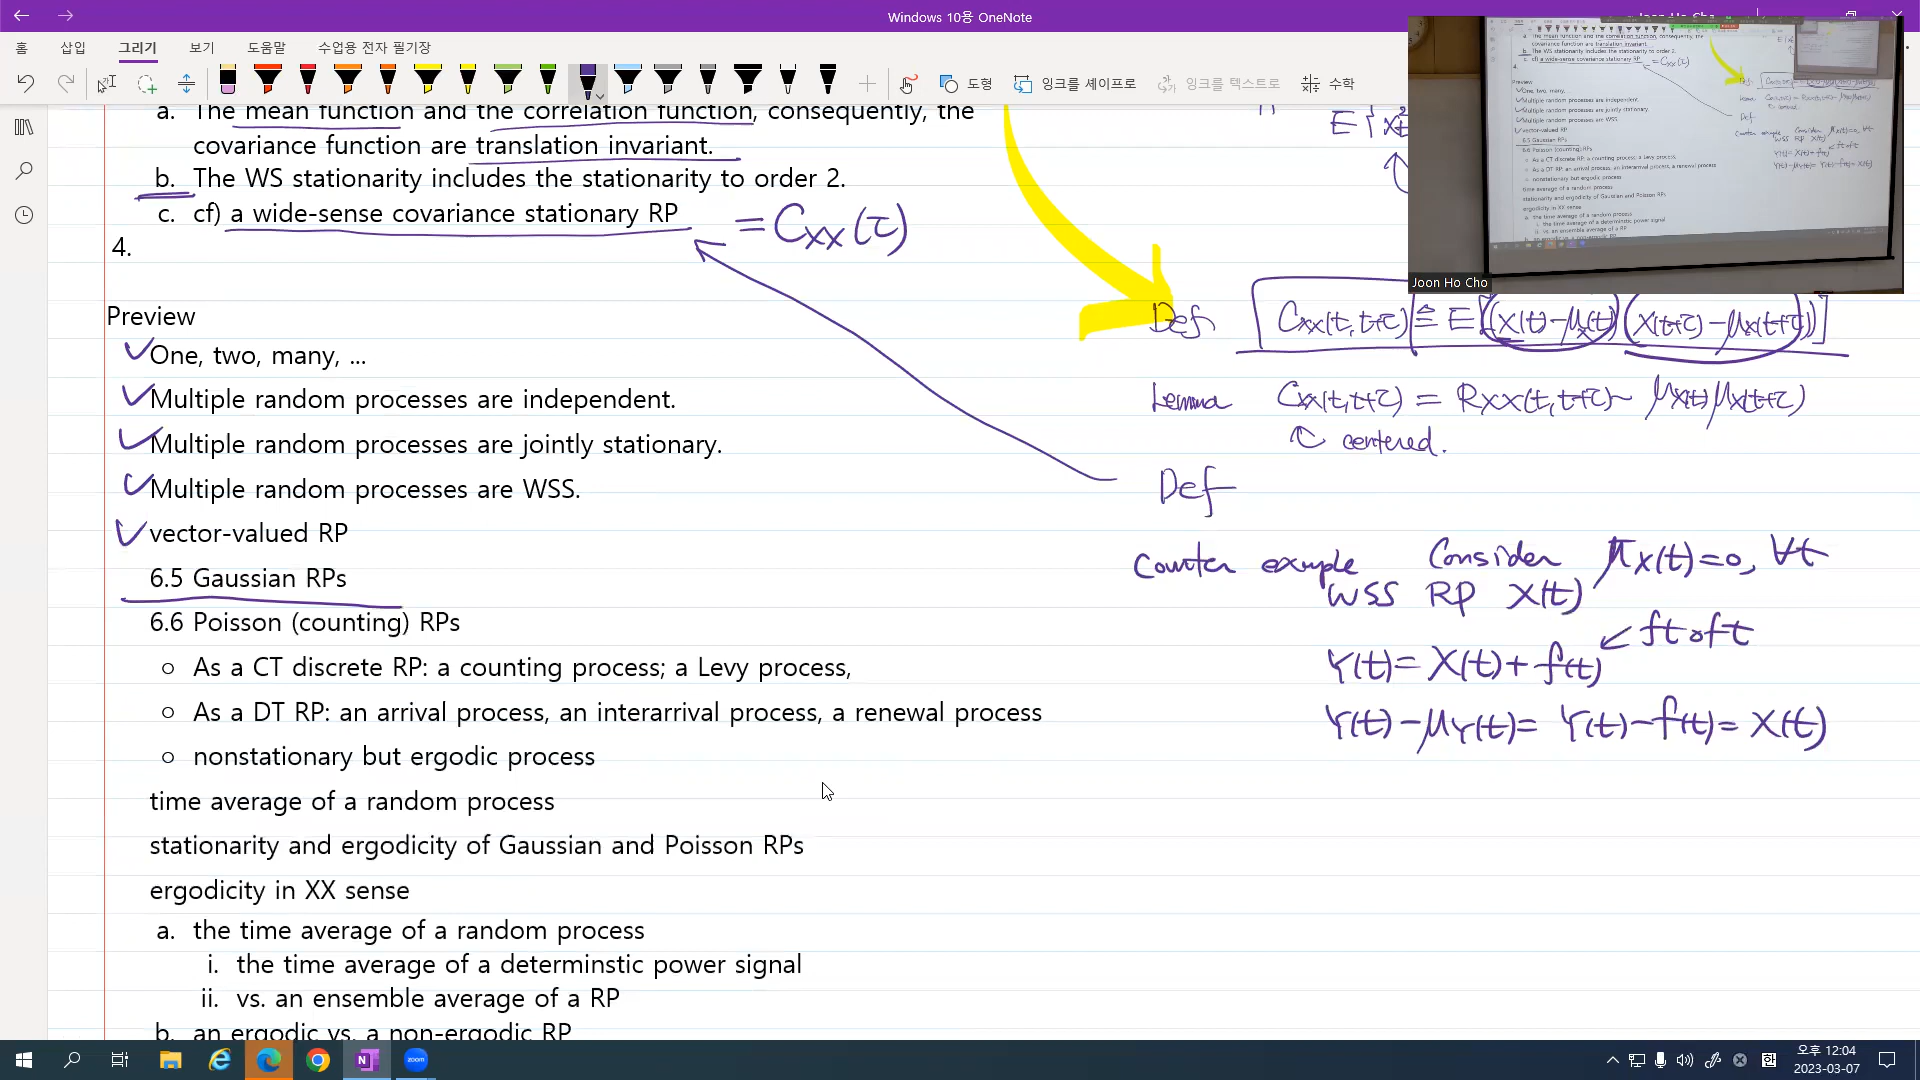 Windows 10용 OneNote
홈 삽입 그리기 보기 도움말 수업용 전자 필기장
도형 잉크를 셰이프로 잉크를 텍스트로 수학
a. The mean function and the correlation function, consequently, the
covariance function are translation invariant.
b. The WS stationarity includes the stationarity to order 2.
c. cf) a wide-sense covariance stationary RP = Cxx(τ)
4.
Preview
One, two, many, ...
Multiple random processes are independent.
Multiple random processes are jointly stationary.
Multiple random processes are WSS.
vector-valued RP
6.5 Gaussian RPs
6.6 Poisson (counting) RPs
○ As a CT discrete RP: a counting process; a Levy process,
○ As a DT RP: an arrival process, an interarrival process, a renewal process
○ nonstationary but ergodic process
time average of a random process
stationarity and ergodicity of Gaussian and Poisson RPs
ergodicity in XX sense
a. the time average of a random process
i. the time average of a determinstic power signal
ii. vs. an ensemble average of a RP
b. an ergodic vs. a non-ergodic RP
Joon Ho Cho
Def Cxx(t,t+τ) ≜ E[(X(t)-μx(t))(X(t+τ)-μx(t+τ))]
Lemma Cxx(t,t+τ) = Rxx(t,t+τ) - μx(t)μx(t+τ)
centered.
Def
Counter example Consider μX(t)=0, ∀t
WSS RP X(t)
ft of t
Y(t)= X(t)+f(t)
Y(t)-μY(t)= Y(t)-f(t)= X(t)
zoom
오후 12:04
2023-03-07
한